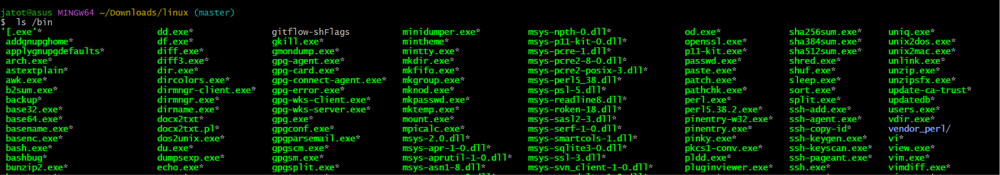 jatot@asus MINGW64 ~/Downloads/linux (master)
$  ls /bin
'[.exe'*  dd.exe*  gitflow-shFlags  minidumper.exe*  msys-npth-0.dll*  od.exe*  sha256sum.exe*  uniq.exe*
addgnupghome*  df.exe*  gkill.exe*  mintheme*  msys-p11-kit-0.dll*  openssl.exe*  sha384sum.exe*  unix2dos.exe*
applygnupgdefaults*  diff.exe*  gmondump.exe*  mintty.exe*  msys-pcre-1.dll*  p11-kit.exe*  sha512sum.exe*  unix2mac.exe*
arch.exe*  diff3.exe*  gpg-agent.exe*  mkdir.exe*  msys-pcre2-8-0.dll*  passwd.exe*  shred.exe*  unlink.exe*
astextplain*  dir.exe*  gpg-card.exe*  mkfifo.exe*  msys-pcre2-posix-3.dll*  paste.exe*  shuf.exe*  unzip.exe*
awk.exe*  dircolors.exe*  gpg-connect-agent.exe*  mkgroup.exe*  msys-perl5_38.dll*  patch.exe*  sleep.exe*  unzipsfx.exe*
b2sum.exe*  dirmngr-client.exe*  gpg-error.exe*  mknod.exe*  msys-psl-5.dll*  pathchk.exe*  sort.exe*  update-ca-trust*
backup*  dirmngr.exe*  gpg-wks-client.exe*  mkpasswd.exe*  msys-readline8.dll*  perl.exe*  split.exe*  updatedb*
base32.exe*  dirname.exe*  gpg-wks-server.exe*  mktemp.exe*  msys-roken-18.dll*  perl5.38.2.exe*  ssh-add.exe*  users.exe*
base64.exe*  docx2txt*  gpg.exe*  mount.exe*  msys-sasl2-3.dll*  pinentry-w32.exe*  ssh-agent.exe*  vdir.exe*
basename.exe*  docx2txt.pl*  gpgconf.exe*  mpicalc.exe*  msys-serf-1-0.dll*  pinentry.exe*  ssh-copy-id*  vendor_perl/
basenc.exe*  dos2unix.exe*  gpgparsemail.exe*  msys-2.0.dll*  msys-smartcols-1.dll*  pinky.exe*  ssh-keygen.exe*  vi*
bash.exe*  du.exe*  gpgscm.exe*  msys-apr-1-0.dll*  msys-sqlite3-0.dll*  pkcs1-conv.exe*  ssh-keyscan.exe*  view.exe*
bashbug*  dumpsexp.exe*  gpgsm.exe*  msys-aprutil-1-0.dll*  msys-ssl-3.dll*  pldd.exe*  ssh-pageant.exe*  vim.exe*
bunzip2.exe*  echo.exe*  gpgsplit.exe*  msys-asn1-8.dll*  msys-svn_client-1-0.dll*  pluginviewer.exe*  ssh.exe*  vimdiff.exe*